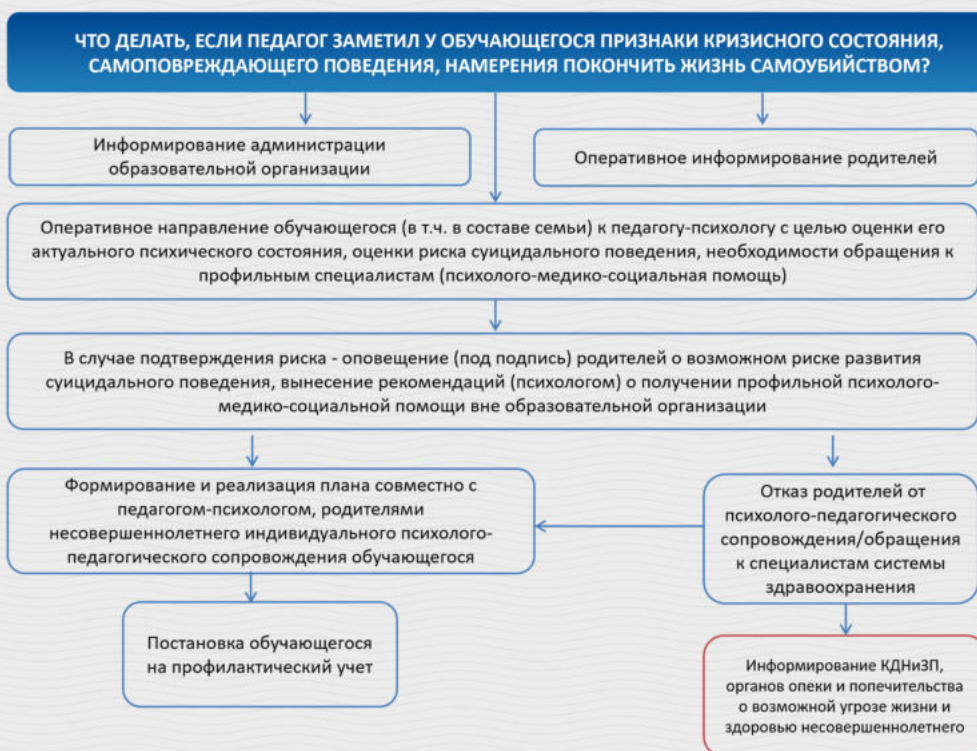 ЧТО ДЕЛАТЬ, ЕСЛИ ПЕДАГОГ ЗАМЕТИЛ У ОБУЧАЮЩЕГОСЯ ПРИЗНАКИ КРИЗИСНОГО СОСТОЯНИЯ,
САМОПОВРЕЖДАЮЩЕГО ПОВЕДЕНИЯ, НАМЕРЕНИЯ ПОКОНЧИТЬ ЖИЗНЬ САМОУБИЙСТВОМ?
Информирование администрации
образовательной организации
Оперативное информирование родителей
Оперативное направление обучающегося (в т.ч. в составе семьи) к педагогу-психологу с целью оценки его
актуального психического состояния, оценки риска суицидального поведения, необходимости обращения к
профильным специалистам (психолого-медико-социальная помощь)
В случае подтверждения риска - оповещение (под подпись) родителей о возможном риске развития
суицидального поведения, вынесение рекомендаций (психологом) о получении профильной психолого-
медико-социальной помощи вне образовательной организации
Формирование и реализация плана совместно с
педагогом-психологом, родителями
несовершеннолетнего индивидуального психолого-
педагогического сопровождения обучающегося
Отказ родителей от
психолого-педагогического
сопровождения/обращения
к специалистам системы
здравоохранения
Постановка обучающегося
на профилактический учет
Информирование КДНиЗП,
органов опеки и попечительства
о возможной угрозе жизни и
здоровью несовершеннолетнего